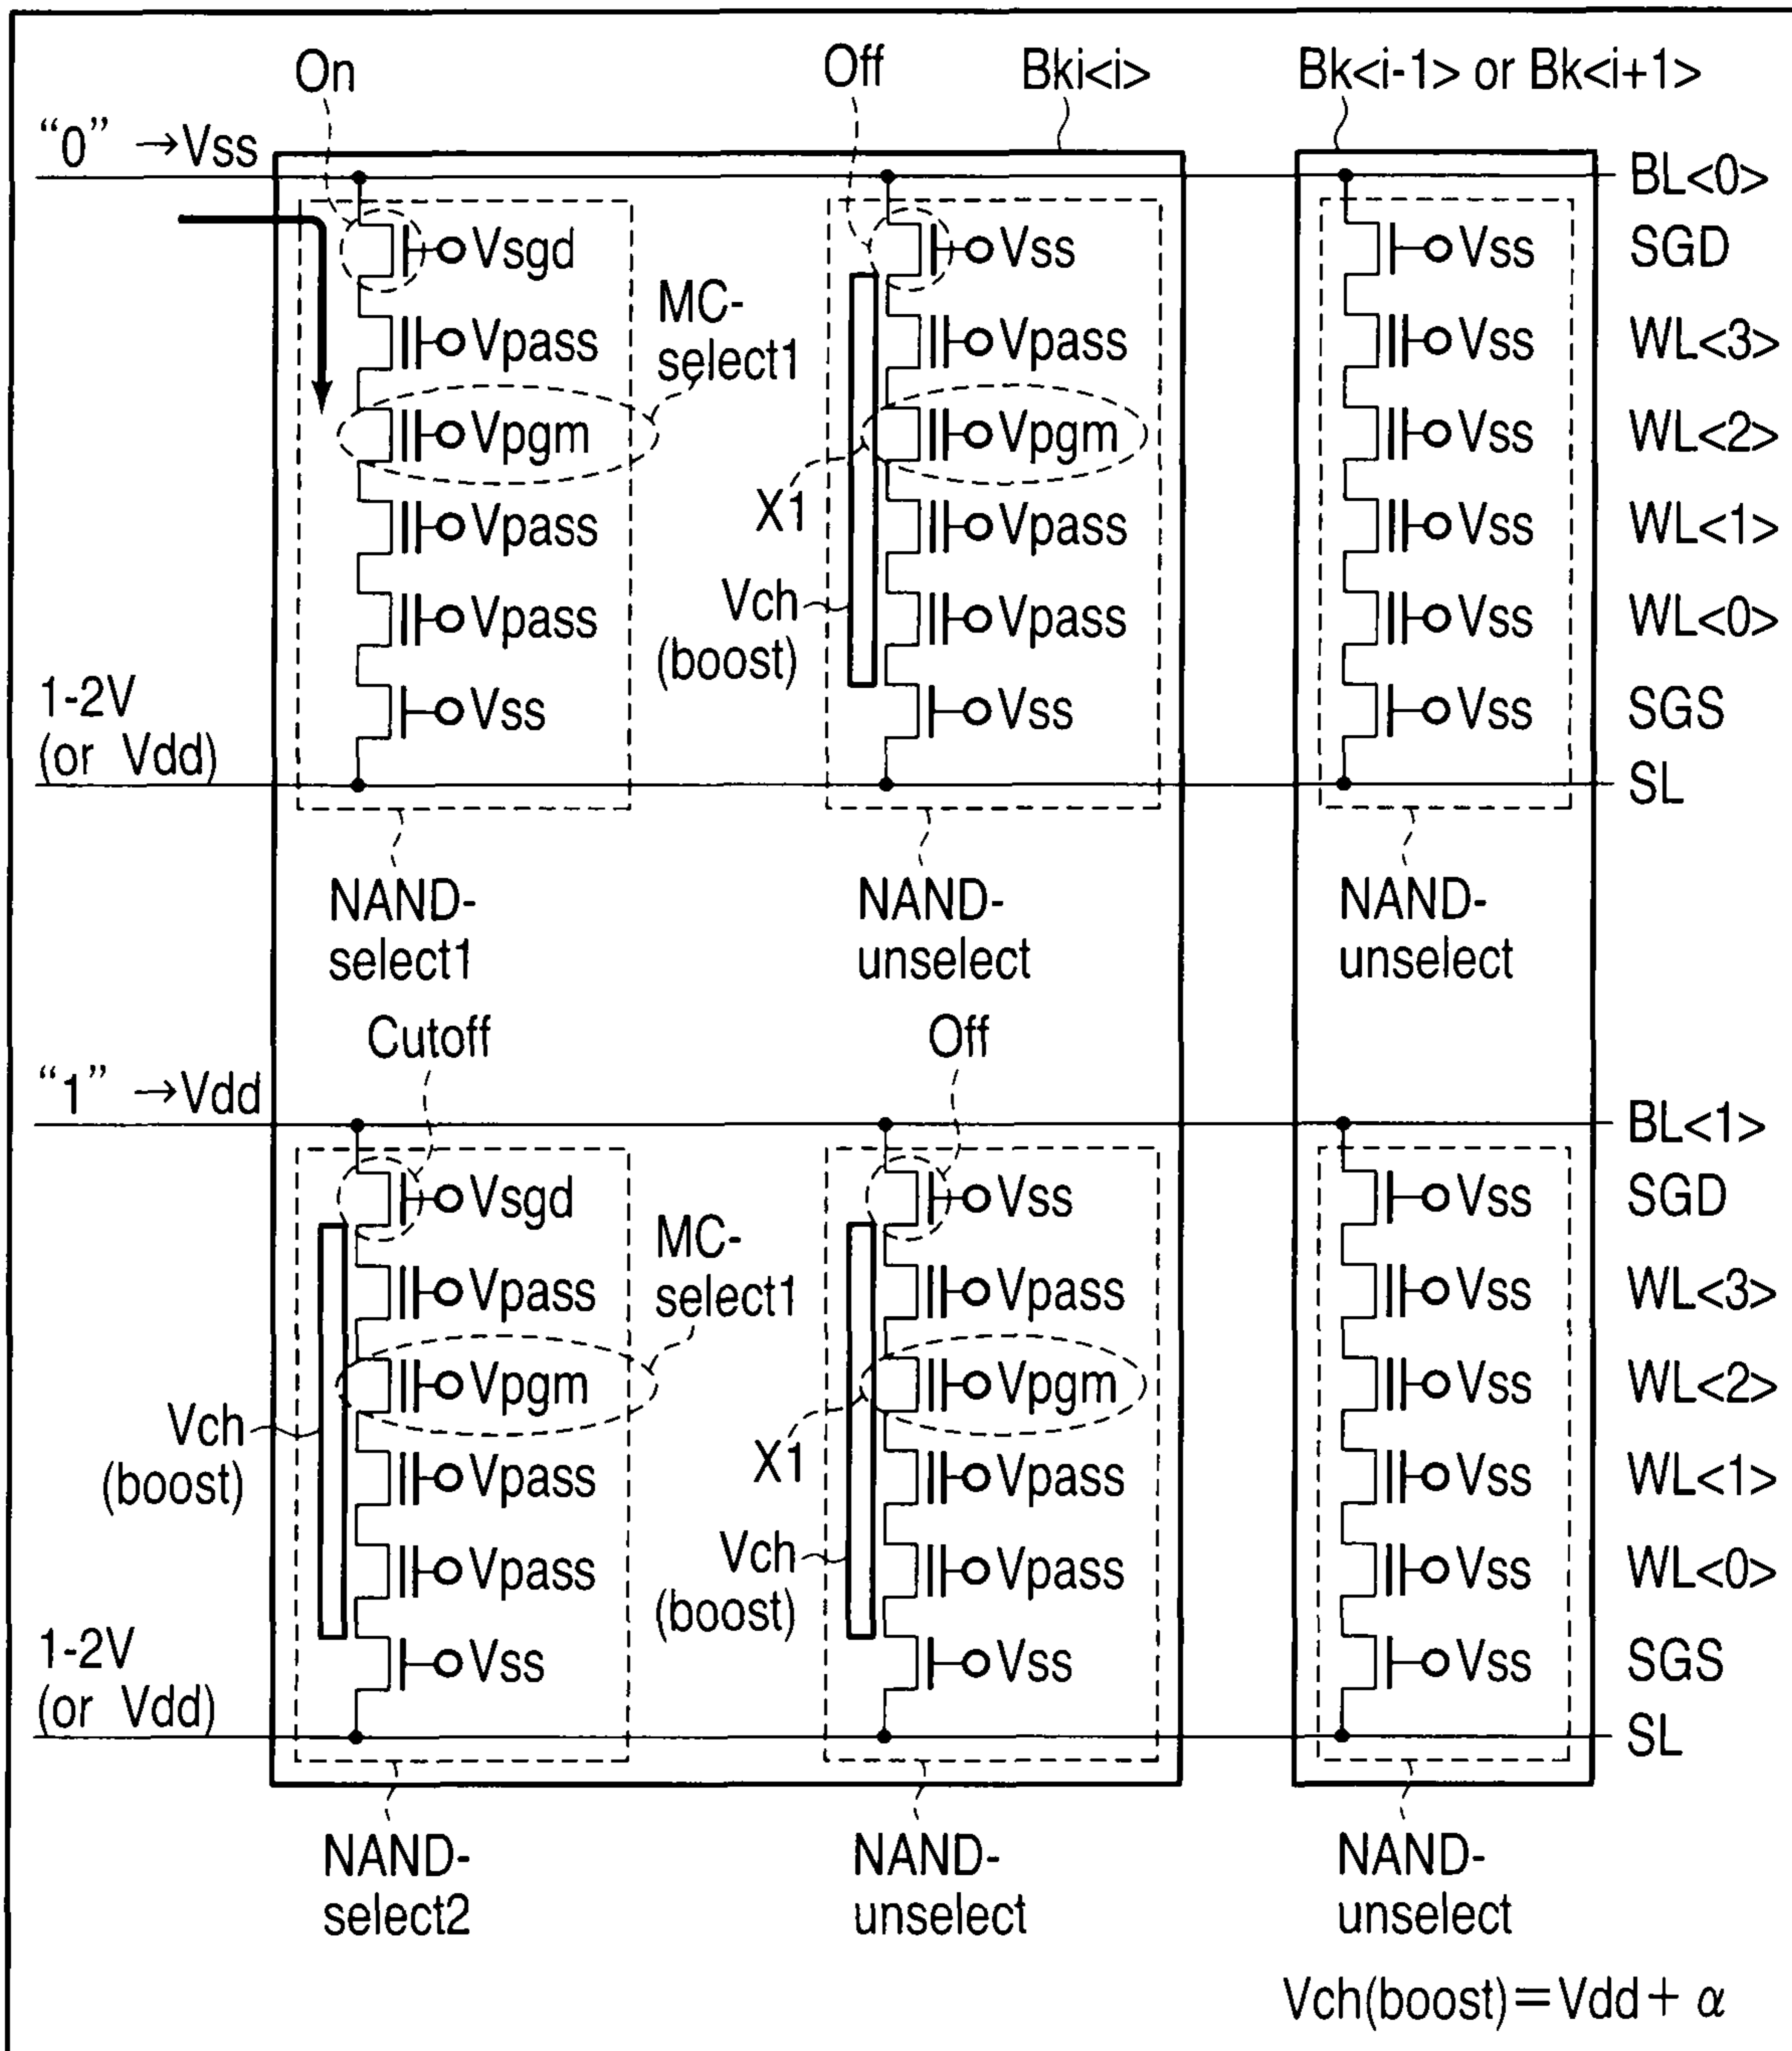 On
Off
Bki<i>
Bk<i-1> or Bk<i+1>
“0” →Vss
BL<0>
Vsgd
Vss
Vss
SGD
MC-
select1
Vpass
Vpass
Vss
WL<3>
Vpgm
Vpgm
Vss
WL<2>
X1
Vpass
Vpass
Vss
WL<1>
Vch
(boost)
Vpass
Vpass
Vss
WL<0>
1-2V
(or Vdd)
Vss
Vss
Vss
SGS
SL
NAND-
select1
NAND-
unselect
NAND-
unselect
Cutoff
Off
“1” →Vdd
BL<1>
Vsgd
Vss
Vss
SGD
MC-
select1
Vpass
Vpass
Vss
WL<3>
Vpgm
Vpgm
Vss
WL<2>
Vch
(boost)
X1
Vpass
Vpass
Vss
WL<1>
Vch
(boost)
Vpass
Vpass
Vss
WL<0>
1-2V
(or Vdd)
Vss
Vss
Vss
SGS
SL
NAND-
select2
NAND-
unselect
NAND-
unselect
Vch(boost)=Vdd+ α